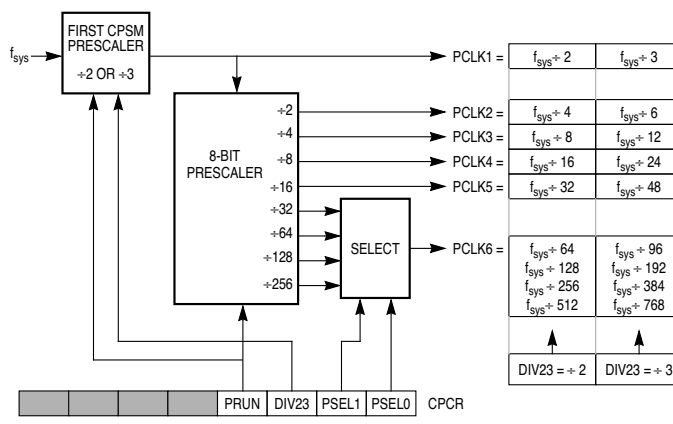 FIRST CPSM
PRESCALER
÷2 OR ÷3
fsys
PCLK1 = fsys÷ 2 fsys÷ 3
8-BIT
PRESCALER
÷2 PCLK2 = fsys÷ 4 fsys÷ 6
÷4 PCLK3 = fsys÷ 8 fsys÷ 12
÷8 PCLK4 = fsys÷ 16 fsys÷ 24
÷16 PCLK5 = fsys÷ 32 fsys÷ 48
÷32
÷64
÷128
÷256
SELECT
PCLK6 = fsys÷ 64 fsys÷ 96
fsys÷ 128 fsys÷ 192
fsys÷ 256 fsys÷ 384
fsys÷ 512 fsys÷ 768
DIV23 = ÷ 2 DIV23 = ÷ 3
PRUN DIV23 PSEL1 PSEL0 CPCR